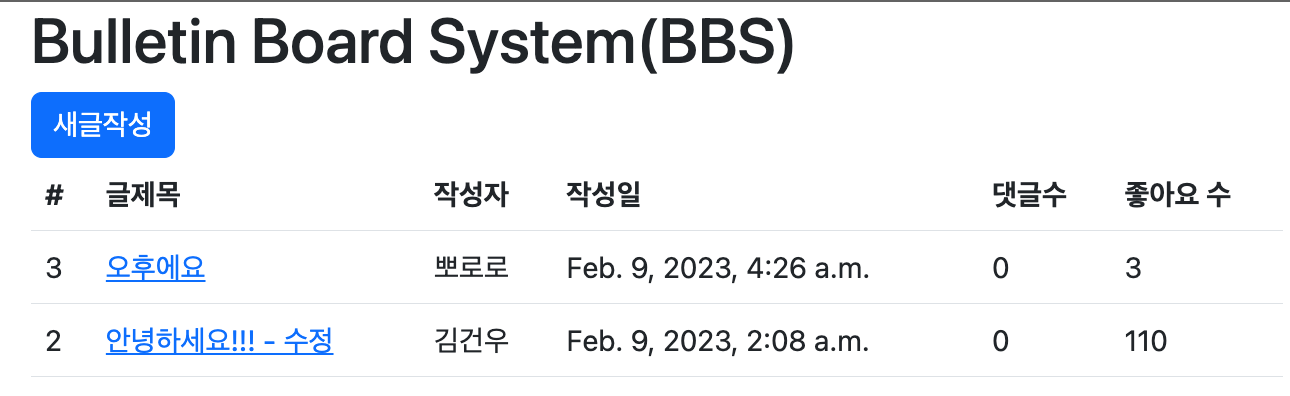 Bulletin Board System(BBS)
새글작성
# 글제목 작성자 작성일 댓글수 좋아요 수
3 오후에요 뽀로로 Feb. 9, 2023, 4:26 a.m. 0 3
2 안녕하세요!!! - 수정 김건우 Feb. 9, 2023, 2:08 a.m. 0 110